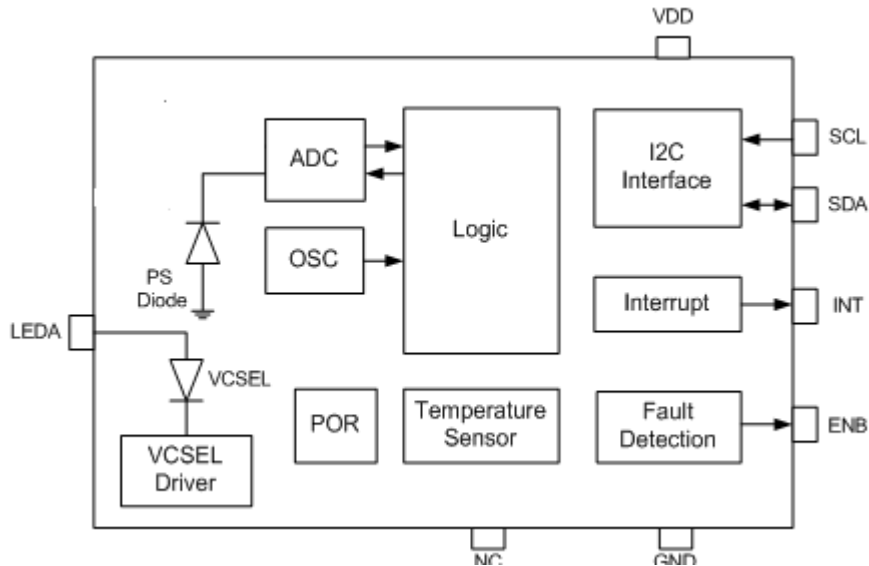 VDD
ADC
I2C
Interface
SCL
SDA
Logic
OSC
PS
Diode
Interrupt
INT
LEDA
VCSEL
POR
Temperature
Sensor
Fault
Detection
ENB
VCSEL
Driver
NC
GND